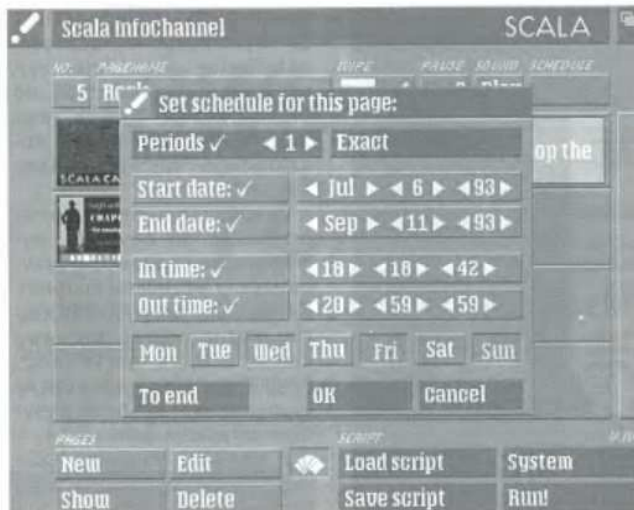 Scala InfoChannel SCALA
NO. PAGENAME WIPE PAUSE SOUND SCHEDULE
5
Set schedule for this page:
Periods ✓ ◀ 1 ▶ Exact
op the
SCALA CA
Start date: ✓ ◀ Jul ▶ ◀ 6 ▶ ◀93▶
End date: ✓ ◀ Sep ▶ ◀11▶ ◀93▶
In time: ✓ ◀18▶ ◀18▶ ◀42▶
Out time: ✓ ◀20▶ ◀59▶ ◀59▶
Mon Tue Wed Thu Fri Sat Sun
To end OK Cancel
PAGES SCRIPT
New Edit Load script System
Show Delete Save script Run!